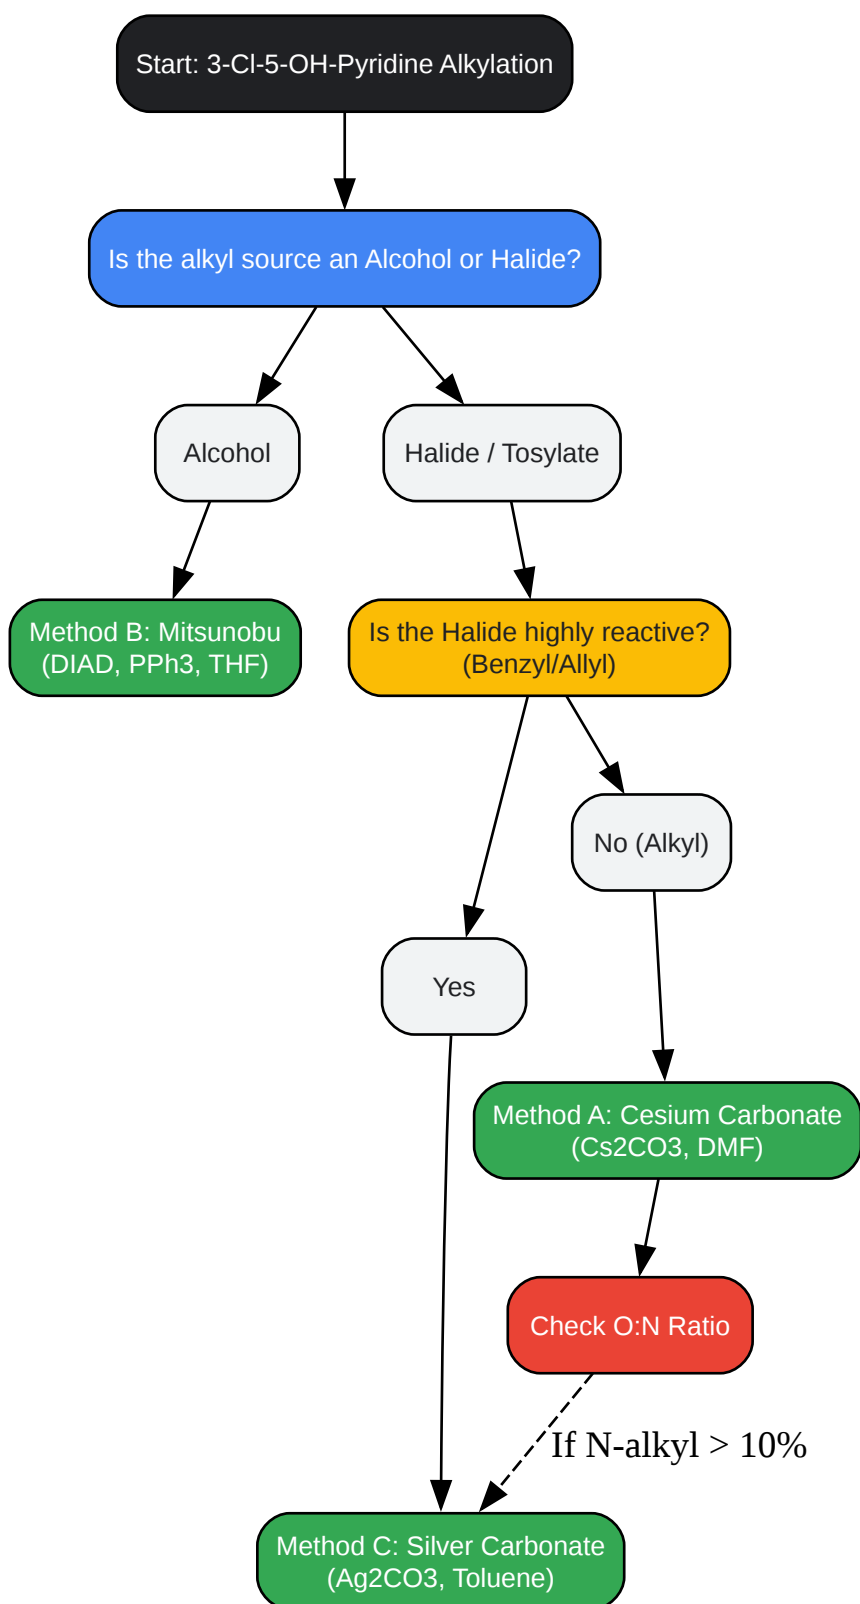 Start: 3-Cl-5-OH-Pyridine Alkylation
Is the alkyl source an Alcohol or Halide?
Alcohol
Halide / Tosylate
Method B: Mitsunobu
(DIAD, PPh3, THF)
Is the Halide highly reactive?
(Benzyl/Allyl)
No (Alkyl)
Yes
Method A: Cesium Carbonate
(Cs2CO3, DMF)
Check O:N Ratio
If N-alkyl > 10%
Method C: Silver Carbonate
(Ag2CO3, Toluene)